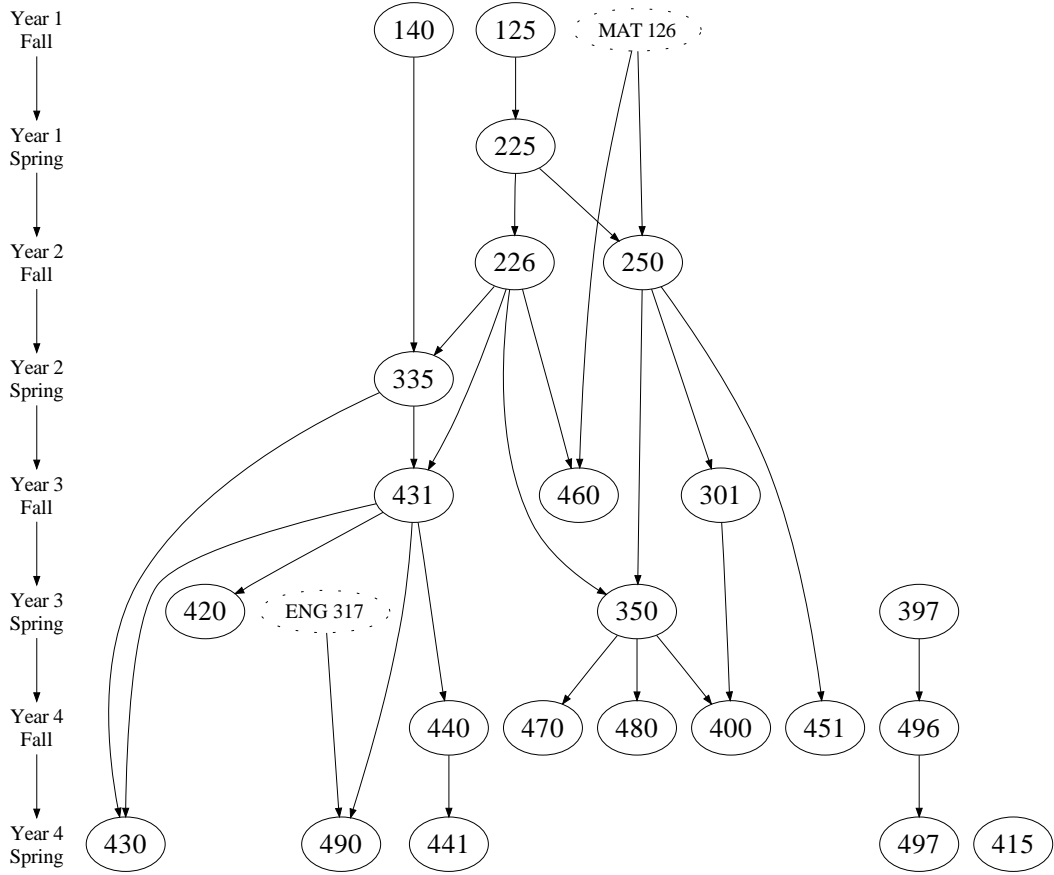 Year 1
Fall
140
125
MAT 126
Year 1
Spring
225
Year 2
Fall
226
250
Year 2
Spring
335
Year 3
Fall
431
460
301
Year 3
Spring
420
ENG 317
350
397
Year 4
Fall
440
470
480
400
451
496
Year 4
Spring
430
490
441
497
415